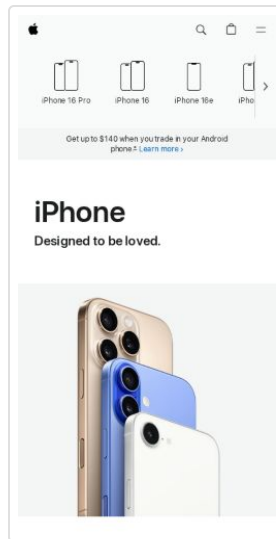 iPhone 16 Pro
iPhone 16
iPhone 16e
iPho
Get up to $140 when you trade in your Android
phone.± Learn more ›
iPhone
Designed to be loved.